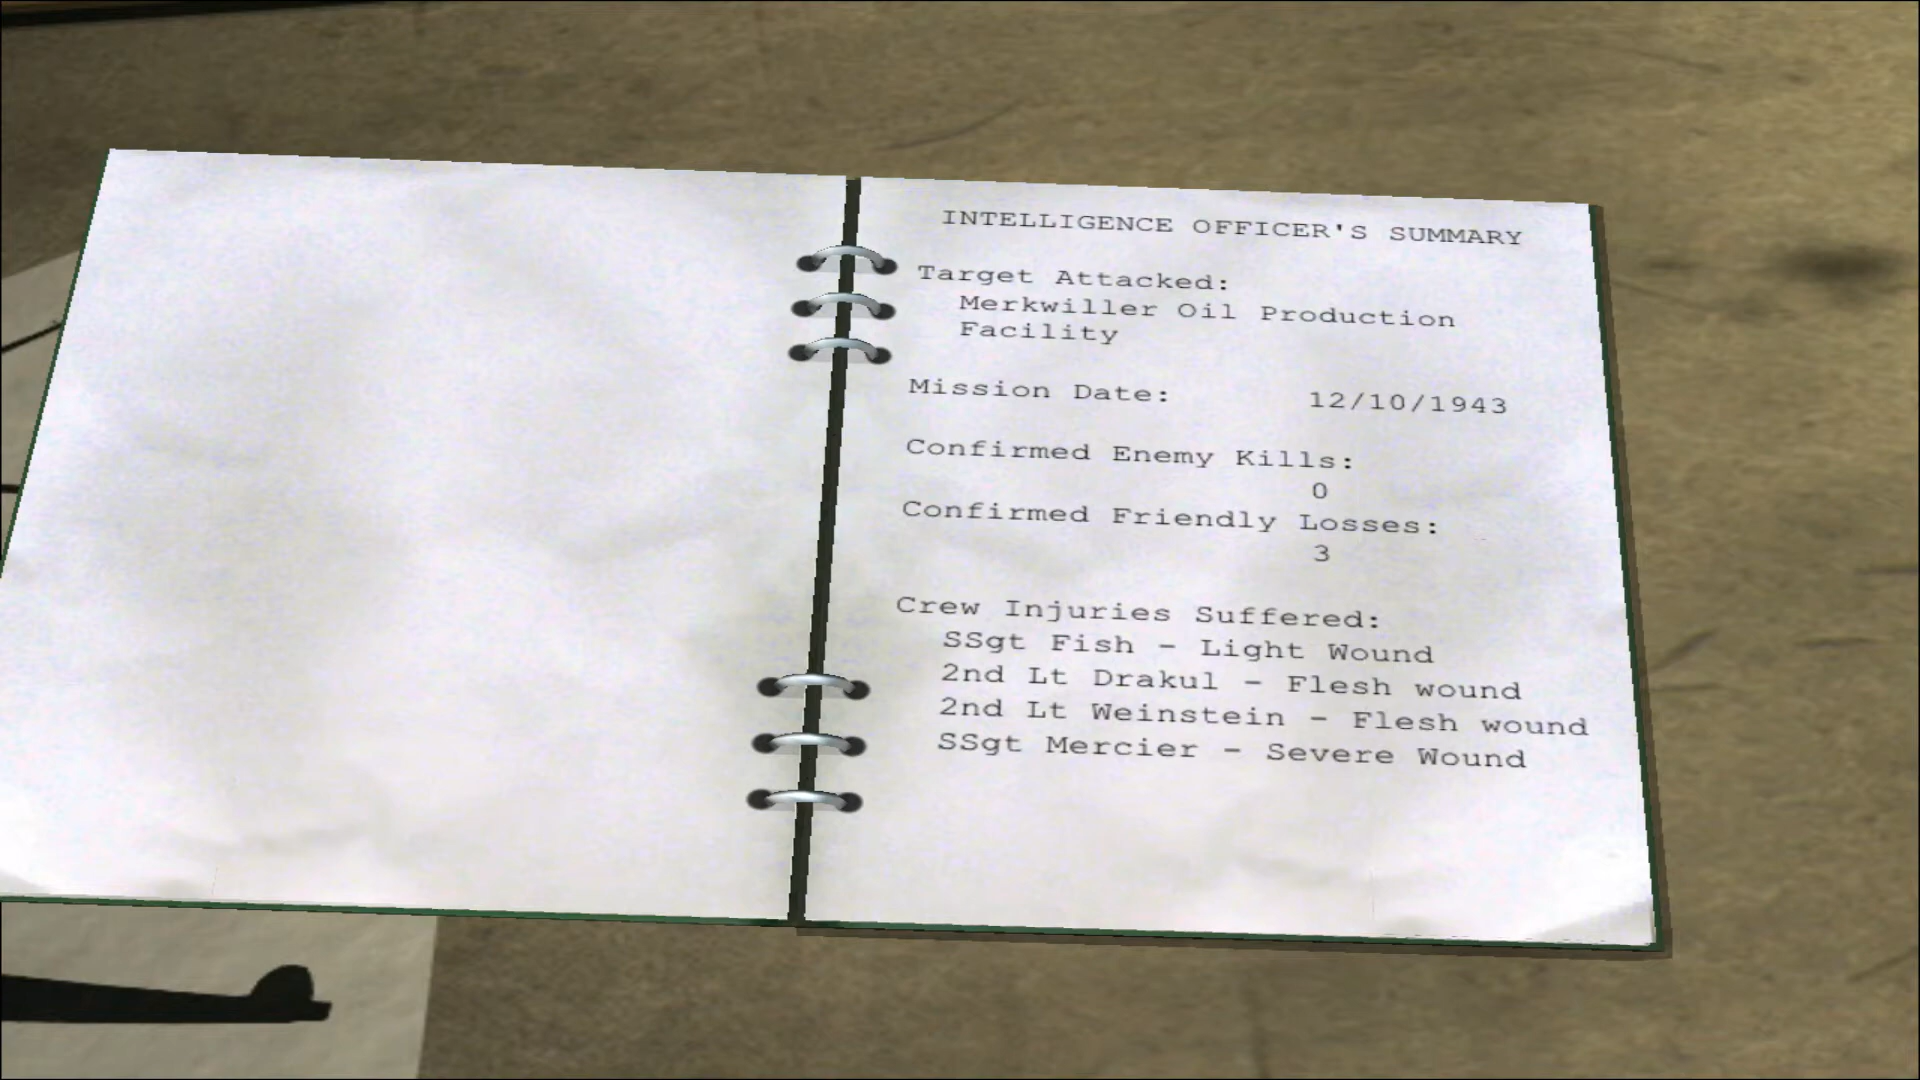 INTELLIGENCE OFFICER'S SUMMARY
Target Attacked:
Merkwiller Oil Production
Facility
Mission Date: 12/10/1943
Confirmed Enemy Kills:
0
Confirmed Friendly Losses:
3
Crew Injuries Suffered:
SSgt Fish - Light Wound
2nd Lt Drakul - Flesh wound
2nd Lt Weinstein - Flesh wound
SSgt Mercier - Severe Wound